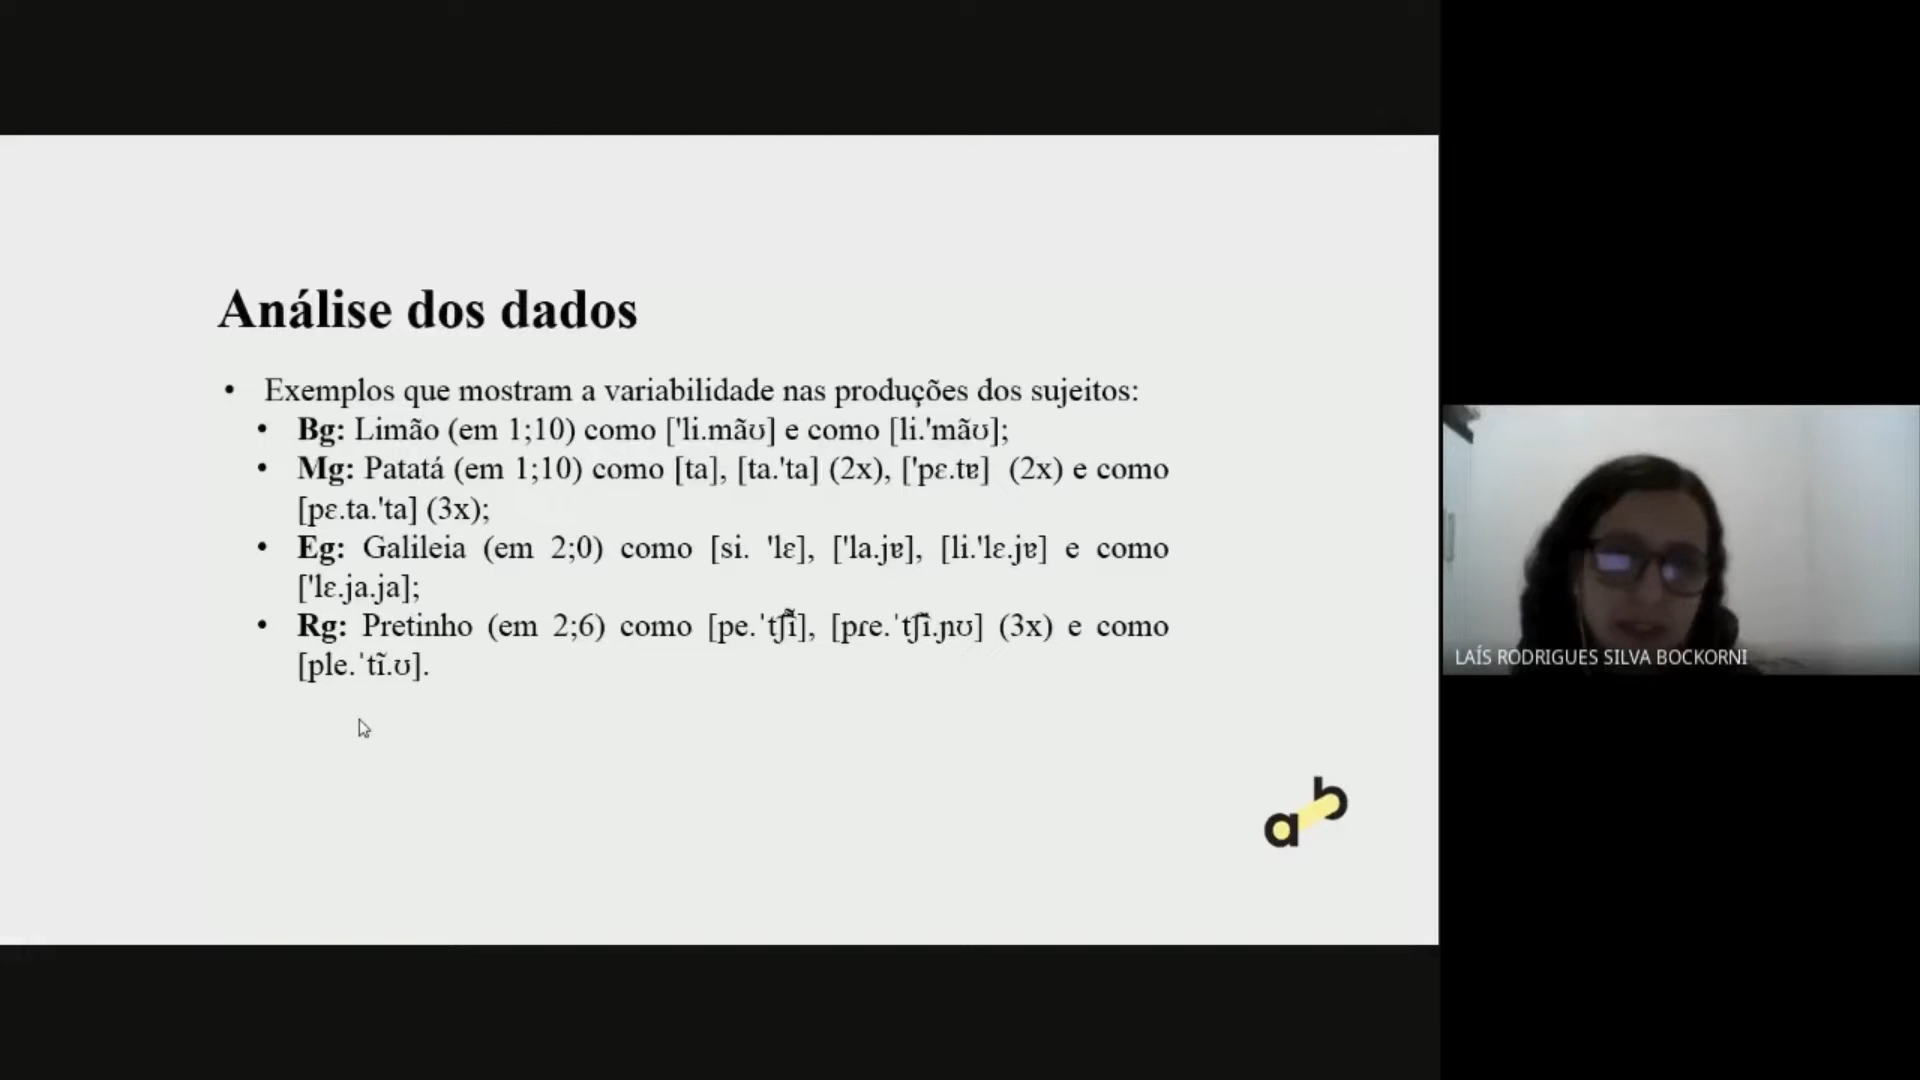 Análise dos dados
• Exemplos que mostram a variabilidade nas produções dos sujeitos:
• Bg: Limão (em 1;10) como ['li.mãʊ] e como [li.'mãʊ];
• Mg: Patatá (em 1;10) como [ta], [ta.'ta] (2x), ['pɛ.tɐ] (2x) e como
[pɛ.ta.'ta] (3x);
• Eg: Galileia (em 2;0) como [si. 'lɛ], ['la.jɐ], [li.'lɛ.jɐ] e como
['lɛ.ja.ja];
• Rg: Pretinho (em 2;6) como [pe.ˈtʃĩ], [pɾe.ˈtʃĩ.ɲʊ] (3x) e como
[ple.ˈtĩ.ʊ].
a b
LAÍS RODRIGUES SILVA BOCKORNI